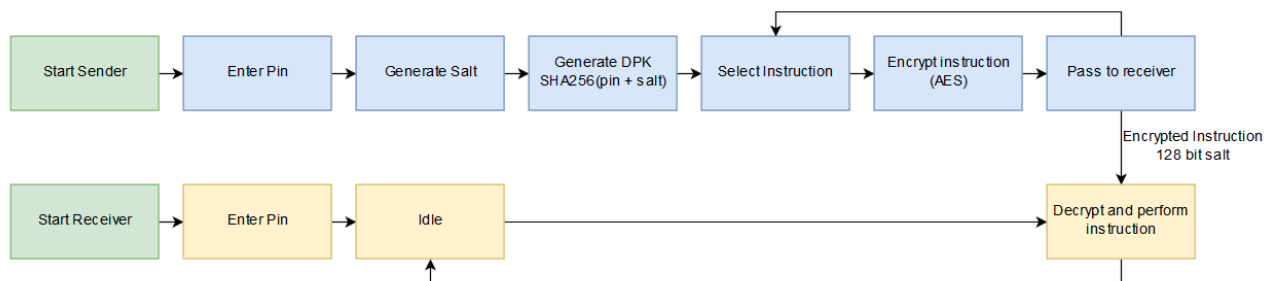 Start Sender
Enter Pin
Generate Salt
Generate DPK
SHA256(pin + salt)
Select Instruction
Encrypt instruction
(AES)
Pass to receiver
Encrypted Instruction
128 bit salt
Start Receiver
Enter Pin
Idle
Decrypt and perform
instruction